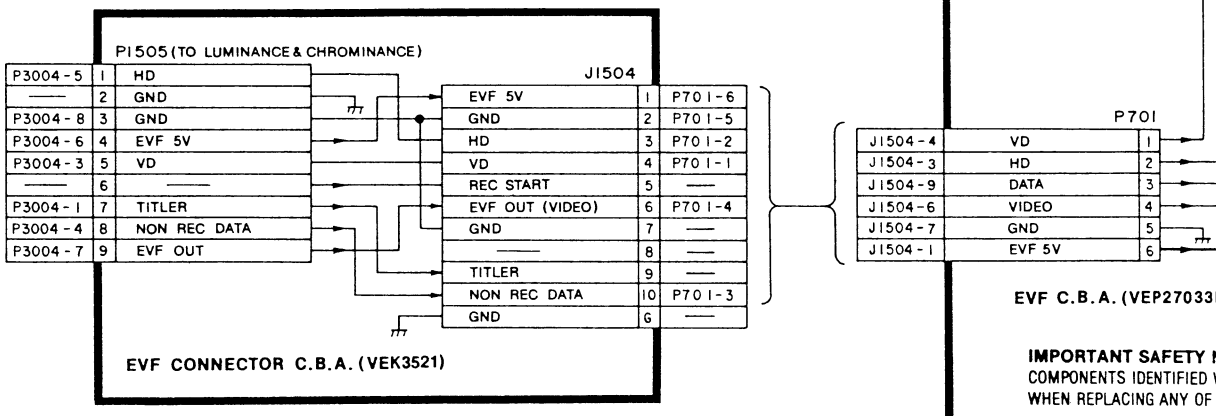 P1505 (TO LUMINANCE & CHROMINANCE)
P3004-5 1 HD
— 2 GND
P3004-8 3 GND
P3004-6 4 EVF 5V
P3004-3 5 VD
— 6 —
P3004-1 7 TITLER
P3004-4 8 NON REC DATA
P3004-7 9 EVF OUT
J1504
EVF 5V 1 P701-6
GND 2 P701-5
HD 3 P701-2
VD 4 P701-1
REC START 5 —
EVF OUT (VIDEO) 6 P701-4
GND 7 —
— 8 —
TITLER 9 —
NON REC DATA 10 P701-3
GND G —
EVF CONNECTOR C.B.A. (VEK3521)
P701
J1504-4 VD 1
J1504-3 HD 2
J1504-9 DATA 3
J1504-6 VIDEO 4
J1504-7 GND 5
J1504-1 EVF 5V 6
EVF C.B.A. (VEP27033
IMPORTANT SAFETY
COMPONENTS IDENTIFIED
WHEN REPLACING ANY OF